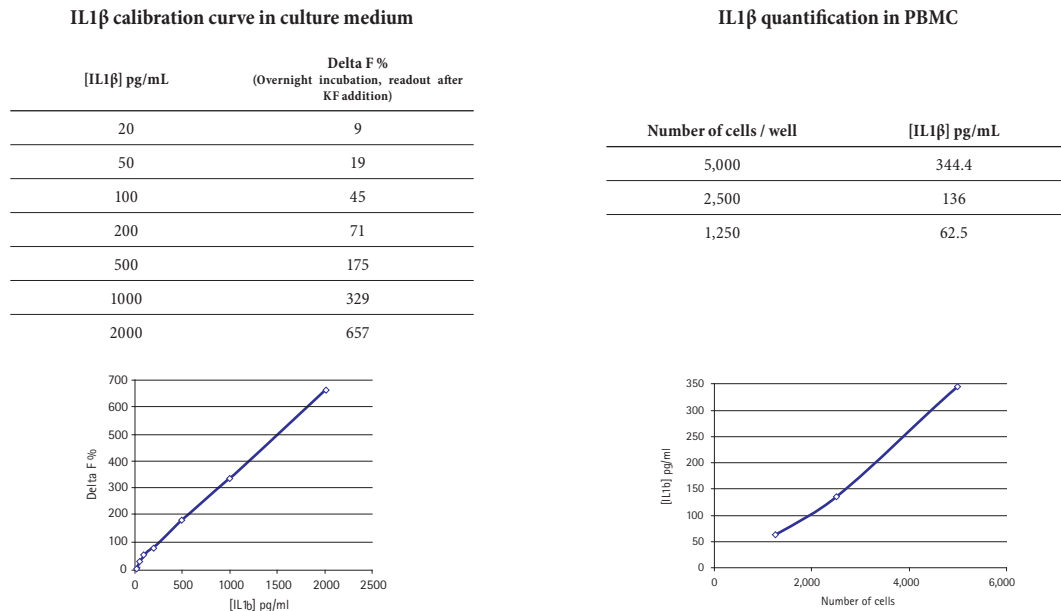 IL1β calibration curve in culture medium
[IL1β] pg/mL
Delta F %
(Overnight incubation, readout after
KF addition)
20 9
50 19
100 45
200 71
500 175
1000 329
2000 657
700
600
500
400
300
200
100
0
Delta F %
0 500 1000 1500 2000 2500
[IL1b] pg/ml
IL1β quantification in PBMC
Number of cells / well [IL1β] pg/mL
5,000 344.4
2,500 136
1,250 62.5
350
300
250
200
150
100
50
0
[IL1b] pg/ml
0 2,000 4,000 6,000
Number of cells